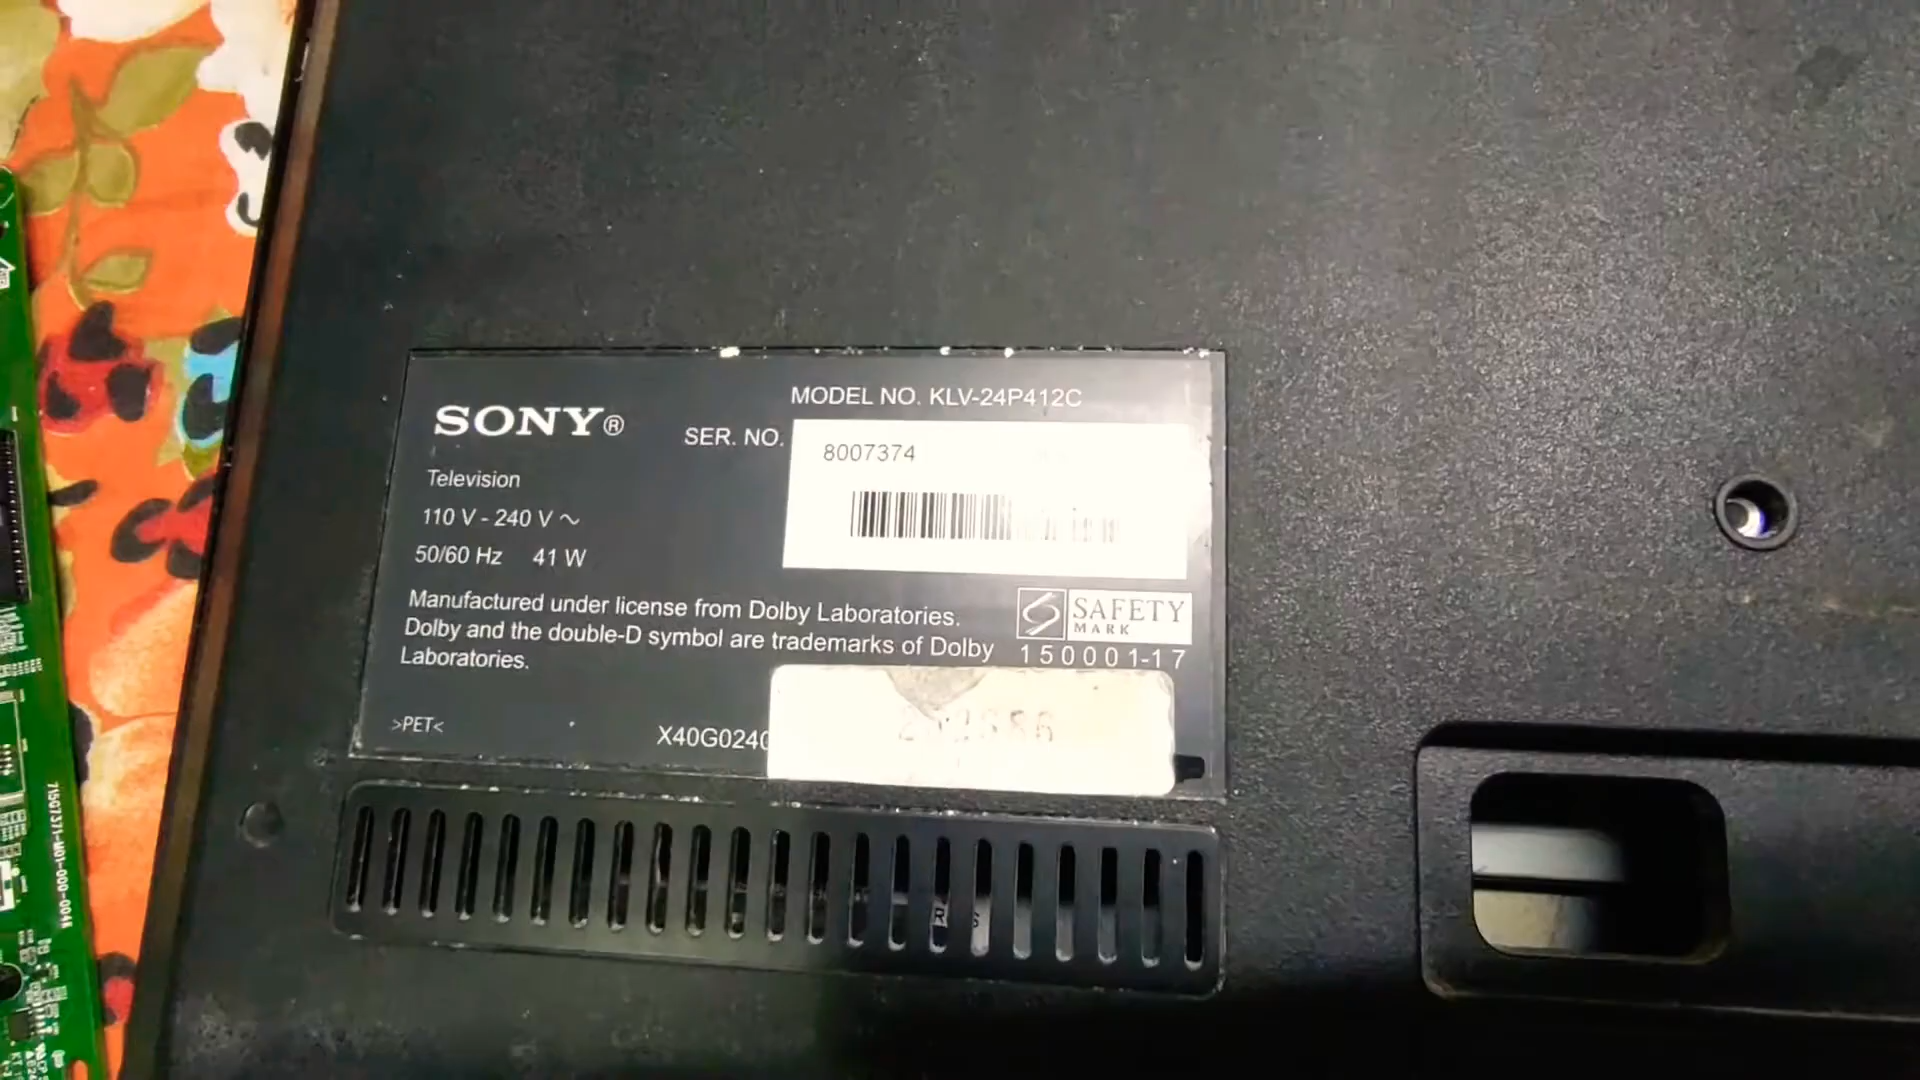 MODEL NO. KLV-24P412C
SONY®
SER. NO.
8007374
Television
110 V - 240 V ~
50/60 Hz 41 W
Manufactured under license from Dolby Laboratories.
Dolby and the double-D symbol are trademarks of Dolby
Laboratories.
SAFETY
MARK
150001-17
>PET<
X40G0240